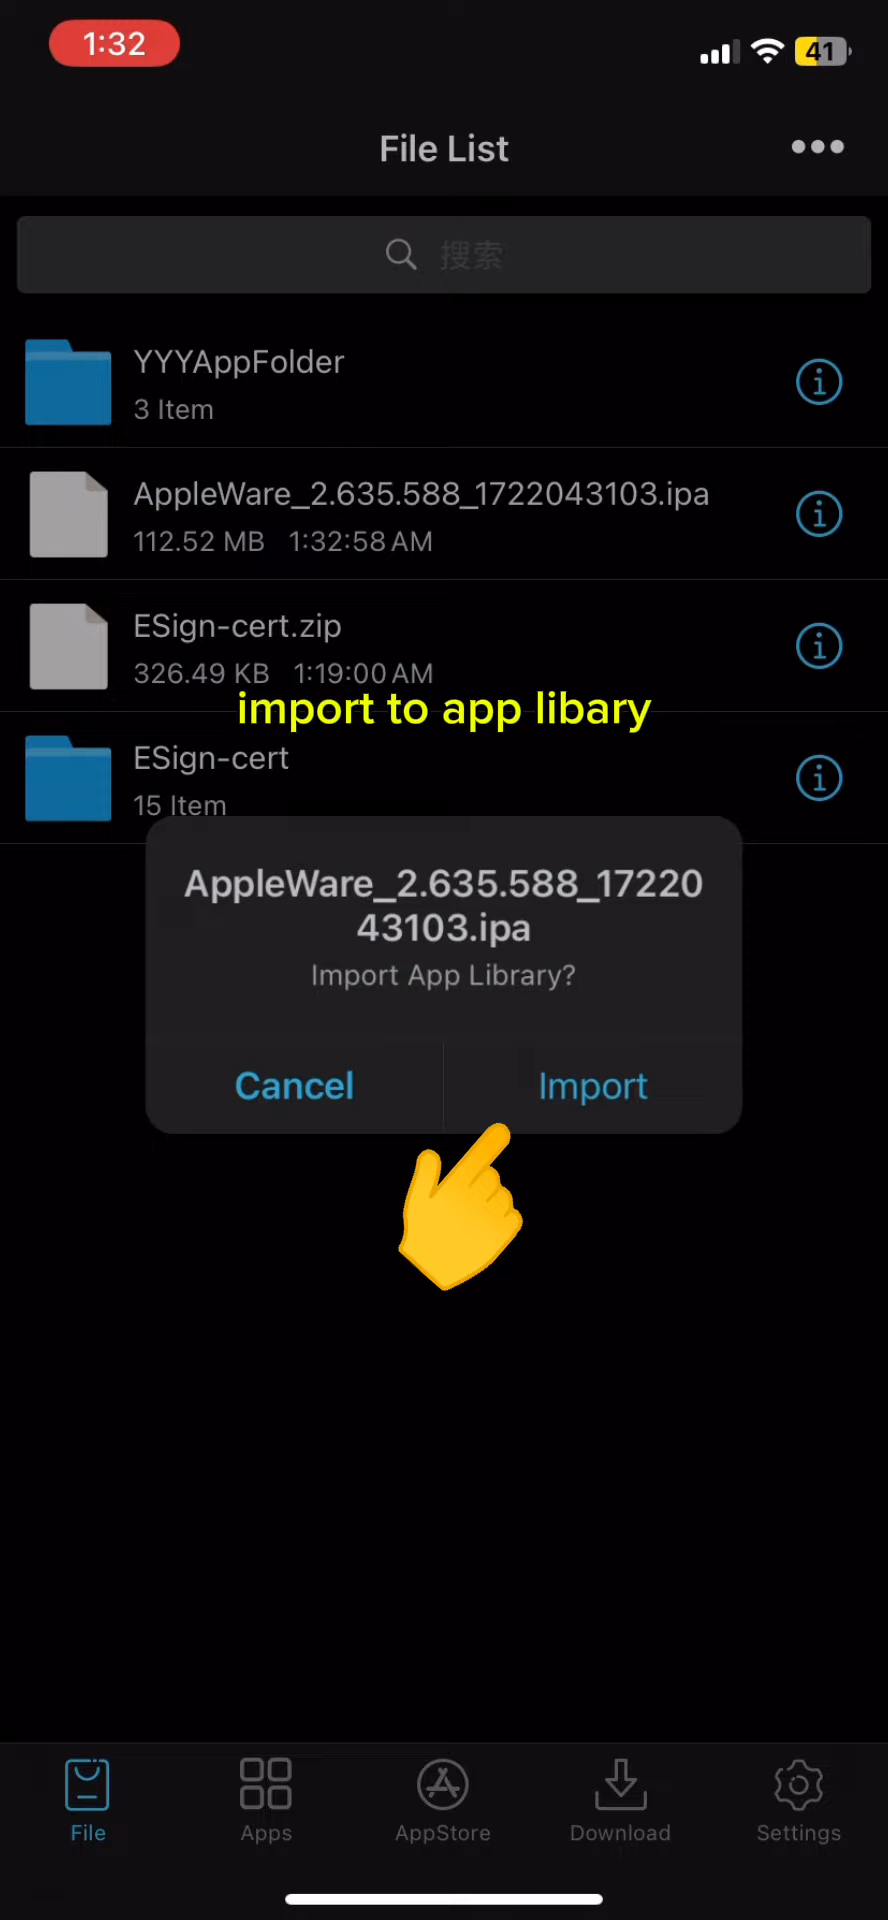 1:32
41
File List
搜索
YYYAppFolder
3 Item
AppleWare_2.635.588_1722043103.ipa
112.52 MB 1:32:58 AM
ESign-cert.zip
326.49 KB 1:19:00 AM
import to app libary
ESign-cert
15 Item
AppleWare_2.635.588_17220
43103.ipa
Import App Library?
Cancel Import
File Apps AppStore Download Settings